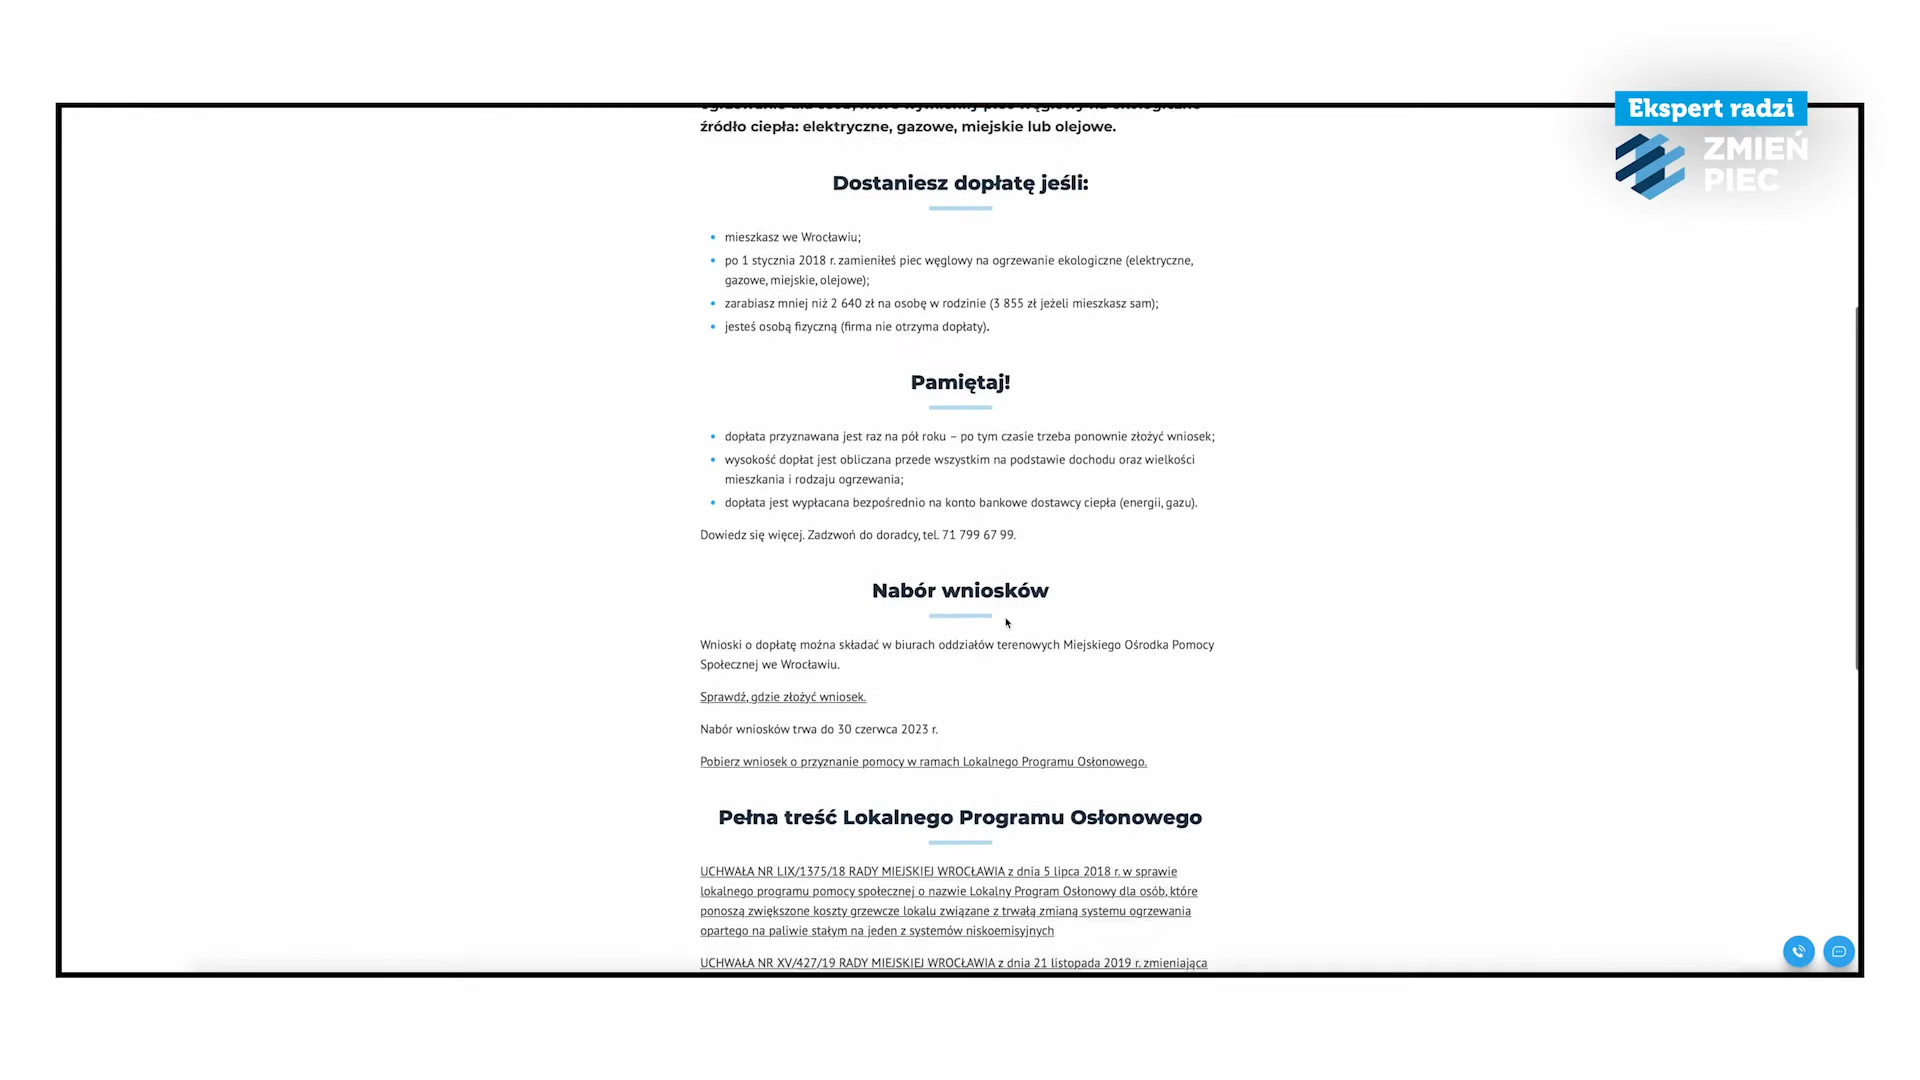 Ekspert radzi
ZMIEŃ
PIEC
źródło ciepła: elektryczne, gazowe, miejskie lub olejowe.
Dostaniesz dopłatę jeśli:
mieszkasz we Wrocławiu;
po 1 stycznia 2018 r. zamieniłeś piec węglowy na ogrzewanie ekologiczne (elektryczne,
gazowe, miejskie, olejowe);
zarabiasz mniej niż 2 640 zł na osobę w rodzinie (3 855 zł jeżeli mieszkasz sam);
jesteś osobą fizyczną (firma nie otrzyma dopłaty).
Pamiętaj!
dopłata przyznawana jest raz na pół roku – po tym czasie trzeba ponownie złożyć wniosek;
wysokość dopłat jest obliczana przede wszystkim na podstawie dochodu oraz wielkości
mieszkania i rodzaju ogrzewania;
dopłata jest wypłacana bezpośrednio na konto bankowe dostawcy ciepła (energii, gazu).
Dowiedz się więcej. Zadzwoń do doradcy, tel. 71 799 67 99.
Nabór wniosków
Wnioski o dopłatę można składać w biurach oddziałów terenowych Miejskiego Ośrodka Pomocy
Społecznej we Wrocławiu.
Sprawdź, gdzie złożyć wniosek.
Nabór wniosków trwa do 30 czerwca 2023 r.
Pobierz wniosek o przyznanie pomocy w ramach Lokalnego Programu Osłonowego.
Pełna treść Lokalnego Programu Osłonowego
UCHWAŁA NR LIX/1375/18 RADY MIEJSKIEJ WROCŁAWIA z dnia 5 lipca 2018 r. w sprawie
lokalnego programu pomocy społecznej o nazwie Lokalny Program Osłonowy dla osób, które
ponoszą zwiększone koszty grzewcze lokalu związane z trwałą zmianą systemu ogrzewania
opartego na paliwie stałym na jeden z systemów niskoemisyjnych
UCHWAŁA NR XV/427/19 RADY MIEJSKIEJ WROCŁAWIA z dnia 21 listopada 2019 r. zmieniająca